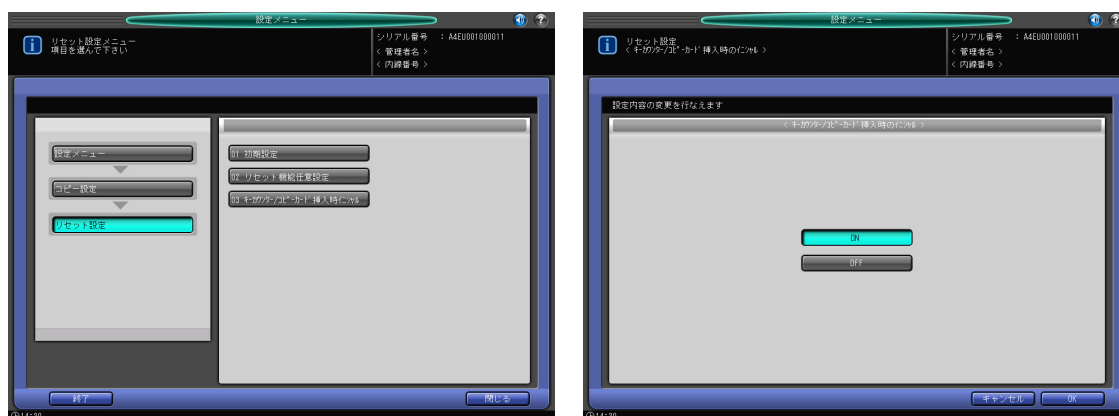 設定メニュー
リセット設定メニュー
項目を選んで下さい
シリアル番号 : A4EU001000011
< 管理者名 >
< 内線番号 >
設定メニュー
コピー設定
リセット設定
01 初期設定
02 リセット機能任意設定
03 ｷｰｶｳﾝﾀｰ/ｺﾋﾟｰｶｰﾄﾞ挿入時ｲﾆｼｬﾙ
終了
閉じる
14:20
設定メニュー
リセット設定
< ｷｰｶｳﾝﾀｰ/ｺﾋﾟｰｶｰﾄﾞ挿入時のｲﾆｼｬﾙ >
シリアル番号 : A4EU001000011
< 管理者名 >
< 内線番号 >
設定内容の変更を行なえます
< ｷｰｶｳﾝﾀｰ/ｺﾋﾟｰｶｰﾄﾞ挿入時のｲﾆｼｬﾙ >
ON
OFF
キャンセル
OK